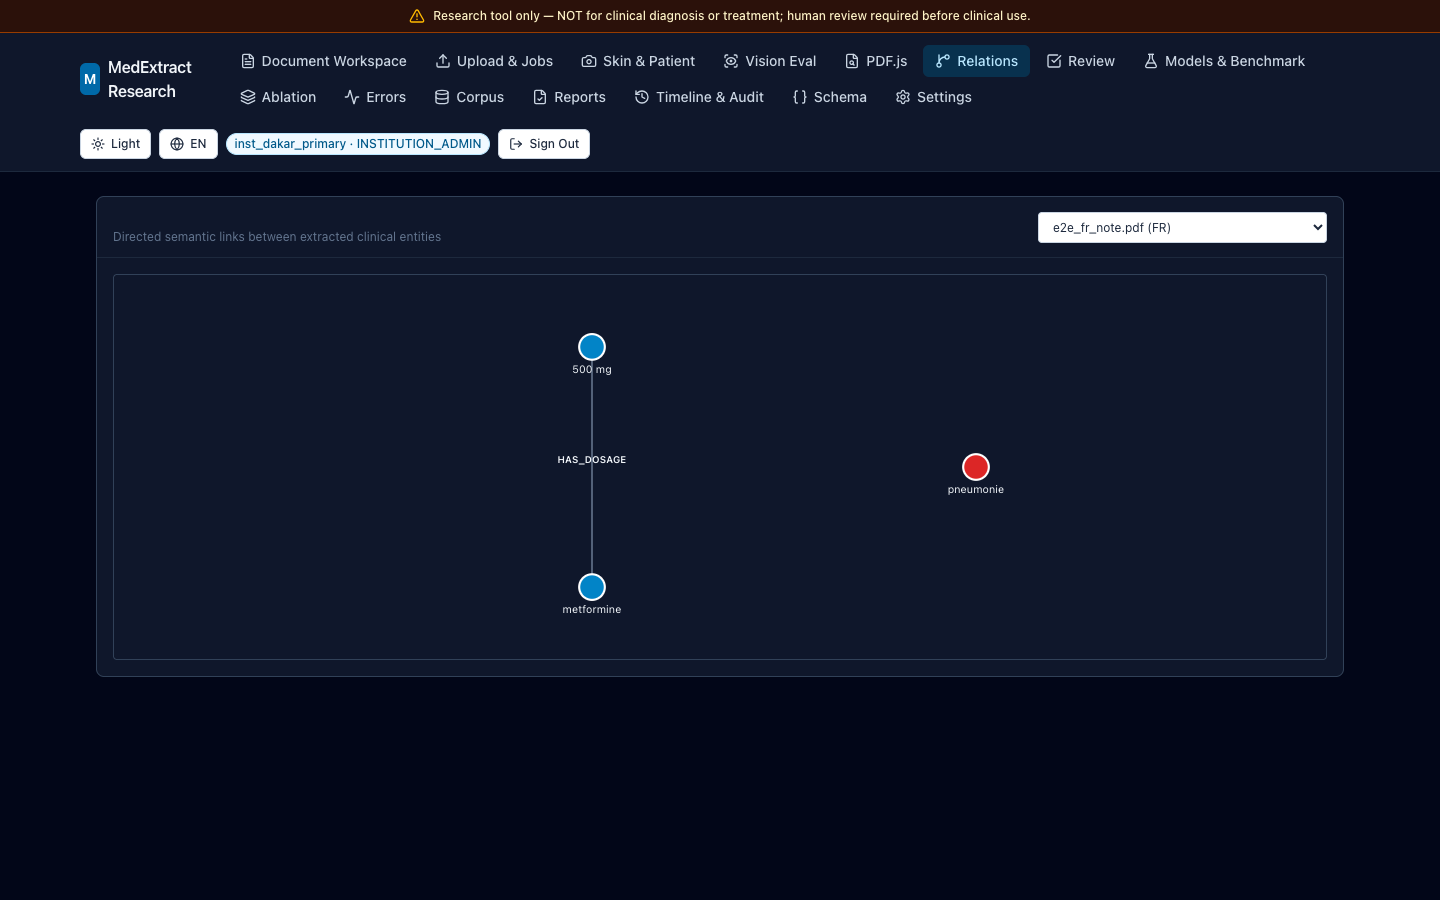 Research tool only — NOT for clinical diagnosis or treatment; human review required before clinical use.
M
MedExtract
Research
Document Workspace
Upload & Jobs
Skin & Patient
Vision Eval
PDF.js
Relations
Review
Models & Benchmark
Ablation
Errors
Corpus
Reports
Timeline & Audit
Schema
Settings
Light
EN
inst_dakar_primary · INSTITUTION_ADMIN
Sign Out
Directed semantic links between extracted clinical entities
e2e_fr_note.pdf (FR)
500 mg
HAS_DOSAGE
pneumonie
metformine